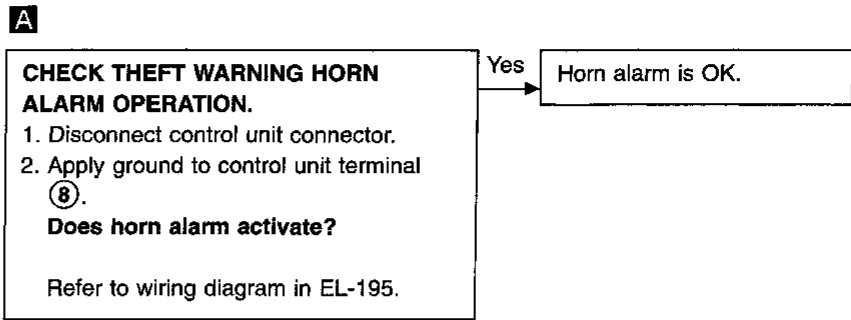 A
CHECK THEFT WARNING HORN
ALARM OPERATION.
1. Disconnect control unit connector.
2. Apply ground to control unit terminal
⑧.
Does horn alarm activate?
Refer to wiring diagram in EL-195.
Yes
Horn alarm is OK.